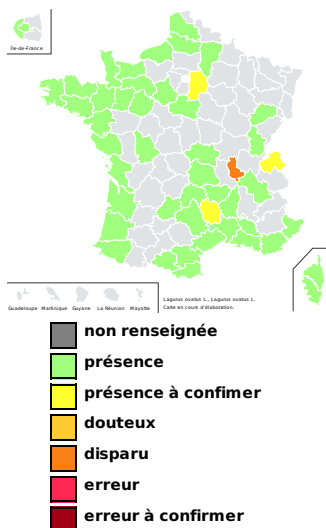 Île-de-France
Guadeloupe Martinique Guyane La Réunion Mayotte
Lagurus ovatus L., Lagurus ovatus L.
Carte en cours d'élaboration.
non renseignée
présence
présence à confimer
douteux
disparu
erreur
erreur à confirmer